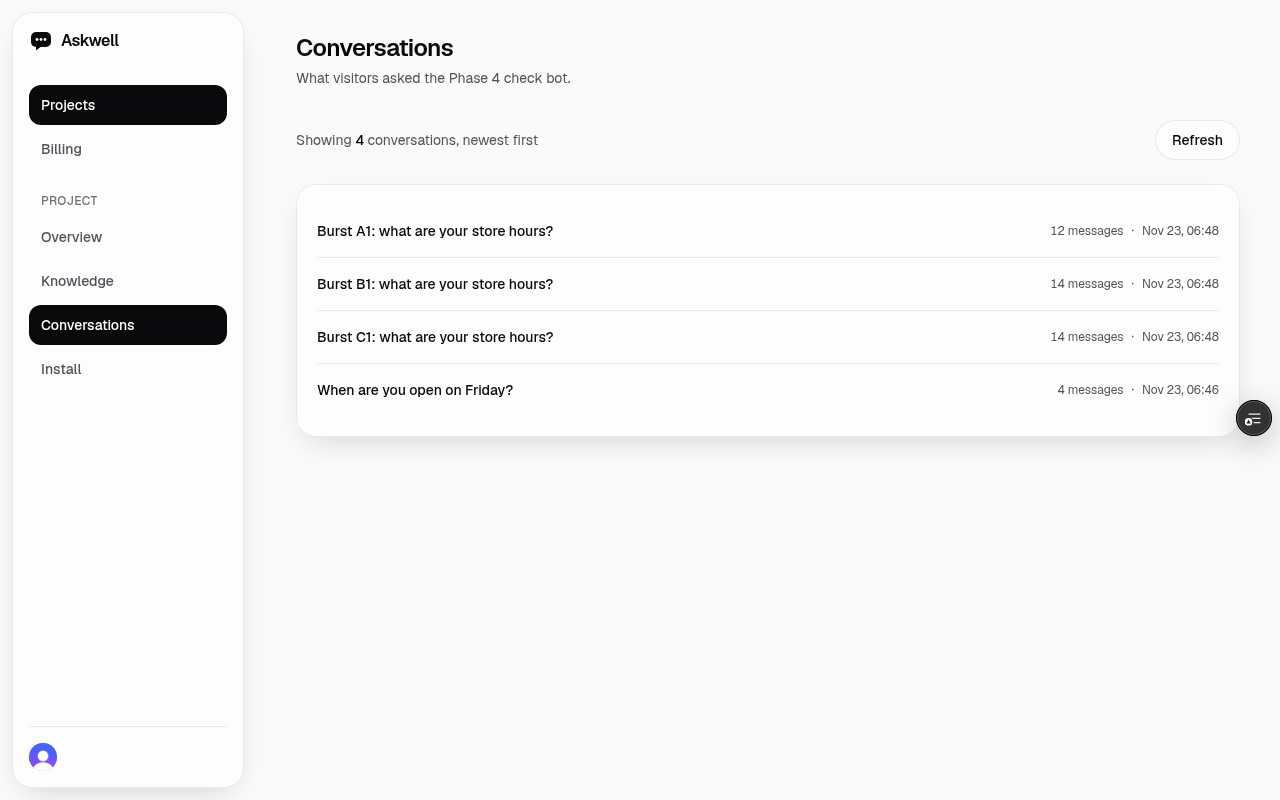 Askwell
Projects
Billing
PROJECT
Overview
Knowledge
Conversations
Install
Conversations
What visitors asked the Phase 4 check bot.
Showing 4 conversations, newest first
Refresh
Burst A1: what are your store hours?
12 messages · Nov 23, 06:48
Burst B1: what are your store hours?
14 messages · Nov 23, 06:48
Burst C1: what are your store hours?
14 messages · Nov 23, 06:48
When are you open on Friday?
4 messages · Nov 23, 06:46